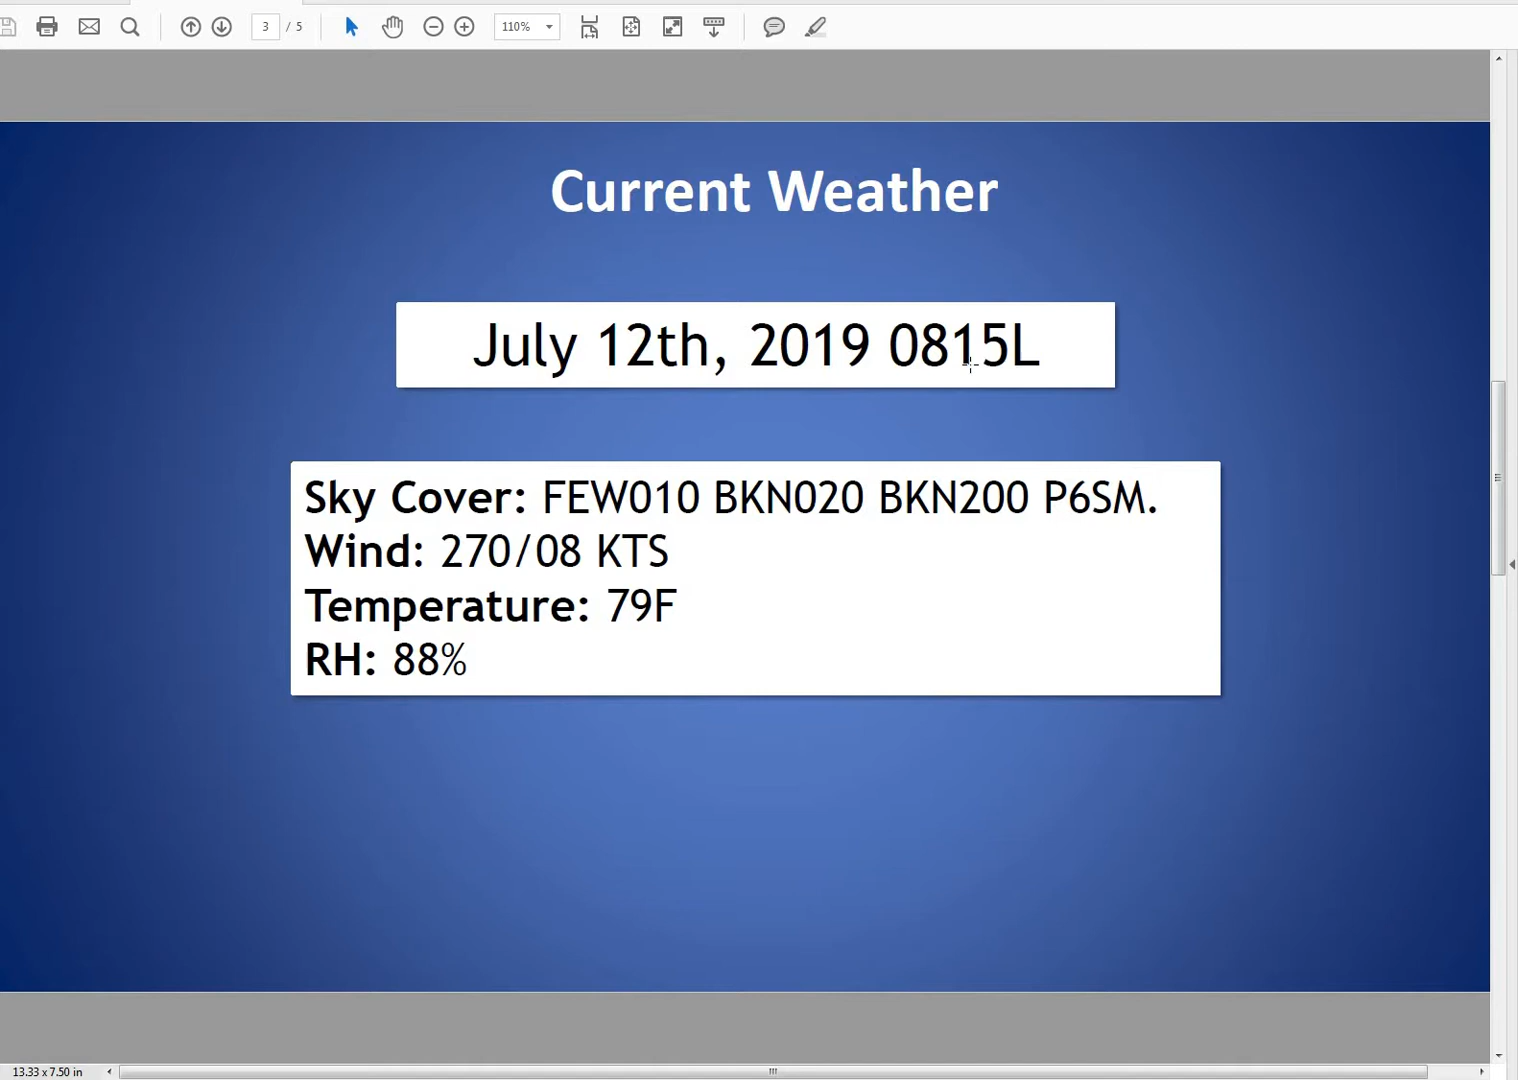 3 / 5
110%
Current Weather
July 12th, 2019 0815L
Sky Cover: FEW010 BKN020 BKN200 P6SM.
Wind: 270/08 KTS
Temperature: 79F
RH: 88%
13.33 x 7.50 in